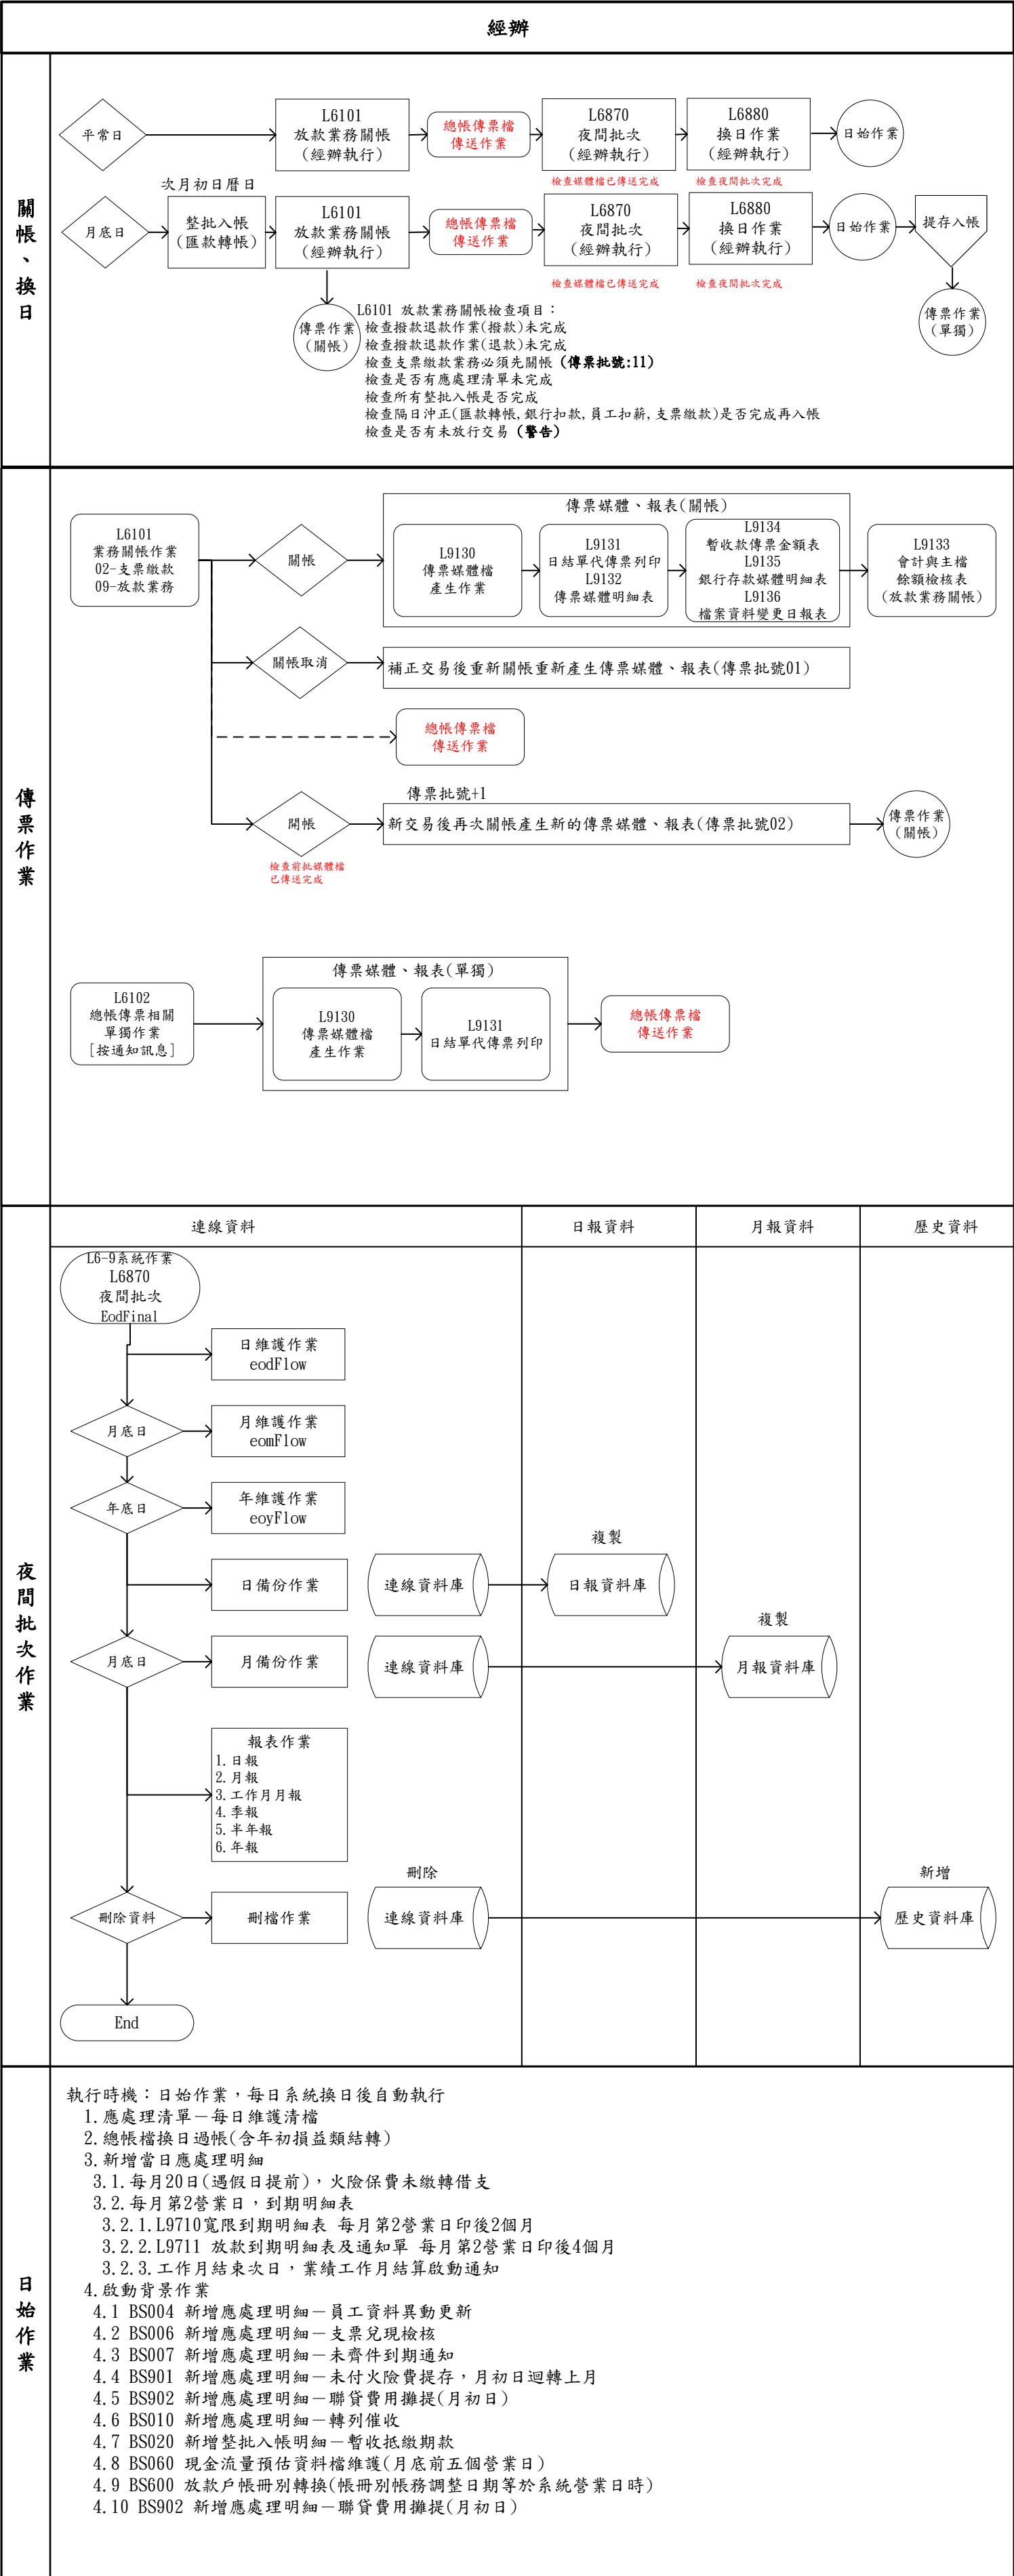 經辦
關帳、換日
平常日
L6101
放款業務關帳
(經辦執行)
總帳傳票檔
傳送作業
L6870
夜間批次
(經辦執行)
L6880
換日作業
(經辦執行)
日始作業
檢查媒體檔已傳送完成
檢查夜間批次完成
次月初日曆日
月底日
整批入帳
(匯款轉帳)
L6101
放款業務關帳
(經辦執行)
總帳傳票檔
傳送作業
L6870
夜間批次
(經辦執行)
L6880
換日作業
(經辦執行)
日始作業
提存入帳
檢查媒體檔已傳送完成
檢查夜間批次完成
傳票作業
(關帳)
傳票作業
(單獨)
L6101 放款業務關帳檢查項目：
檢查撥款退款作業(撥款)未完成
檢查撥款退款作業(退款)未完成
檢查支票繳款業務必須先關帳 (傳票批號:11)
檢查是否有應處理清單未完成
檢查所有整批入帳是否完成
檢查隔日沖正(匯款轉帳,銀行扣款,員工扣薪,支票繳款)是否完成再入帳
檢查是否有未放行交易 (警告)
傳票作業
L6101
業務關帳作業
02-支票繳款
09-放款業務
關帳
傳票媒體、報表(關帳)
L9130
傳票媒體檔
產生作業
L9131
日結單代傳票列印
L9132
傳票媒體明細表
L9134
暫收款傳票金額表
L9135
銀行存款媒體明細表
L9136
檔案資料變更日報表
L9133
會計與主檔
餘額檢核表
(放款業務關帳)
關帳取消
補正交易後重新關帳重新產生傳票媒體、報表(傳票批號01)
總帳傳票檔
傳送作業
傳票批號+1
開帳
新交易後再次關帳產生新的傳票媒體、報表(傳票批號02)
傳票作業
(關帳)
檢查前批媒體檔
已傳送完成
L6102
總帳傳票相關
單獨作業
[按通知訊息]
傳票媒體、報表(單獨)
L9130
傳票媒體檔
產生作業
L9131
日結單代傳票列印
總帳傳票檔
傳送作業
夜間批次作業
連線資料
日報資料
月報資料
歷史資料
L6-9系統作業
L6870
夜間批次
EodFinal
日維護作業
eodFlow
月底日
月維護作業
eomFlow
年底日
年維護作業
eoyFlow
日備份作業
連線資料庫
複製
日報資料庫
月底日
月備份作業
連線資料庫
複製
月報資料庫
報表作業
1.日報
2.月報
3.工作月月報
4.季報
5.半年報
6.年報
刪除資料
刪檔作業
刪除
連線資料庫
新增
歷史資料庫
End
日始作業
執行時機：日始作業，每日系統換日後自動執行
1.應處理清單－每日維護清檔
2.總帳檔換日過帳(含年初損益類結轉)
3.新增當日應處理明細
3.1.每月20日(遇假日提前)，火險保費未繳轉借支
3.2.每月第2營業日，到期明細表
3.2.1.L9710寬限到期明細表 每月第2營業日印後2個月
3.2.2.L9711 放款到期明細表及通知單 每月第2營業日印後4個月
3.2.3.工作月結束次日，業績工作月結算啟動通知
4.啟動背景作業
4.1 BS004 新增應處理明細－員工資料異動更新
4.2 BS006 新增應處理明細－支票兌現檢核
4.3 BS007 新增應處理明細－未齊件到期通知
4.4 BS901 新增應處理明細－未付火險費提存，月初日迴轉上月
4.5 BS902 新增應處理明細－聯貸費用攤提(月初日)
4.6 BS010 新增應處理明細－轉列催收
4.7 BS020 新增整批入帳明細－暫收抵繳期款
4.8 BS060 現金流量預估資料檔維護(月底前五個營業日)
4.9 BS600 放款戶帳冊別轉換(帳冊別帳務調整日期等於系統營業日時)
4.10 BS902 新增應處理明細－聯貸費用攤提(月初日)